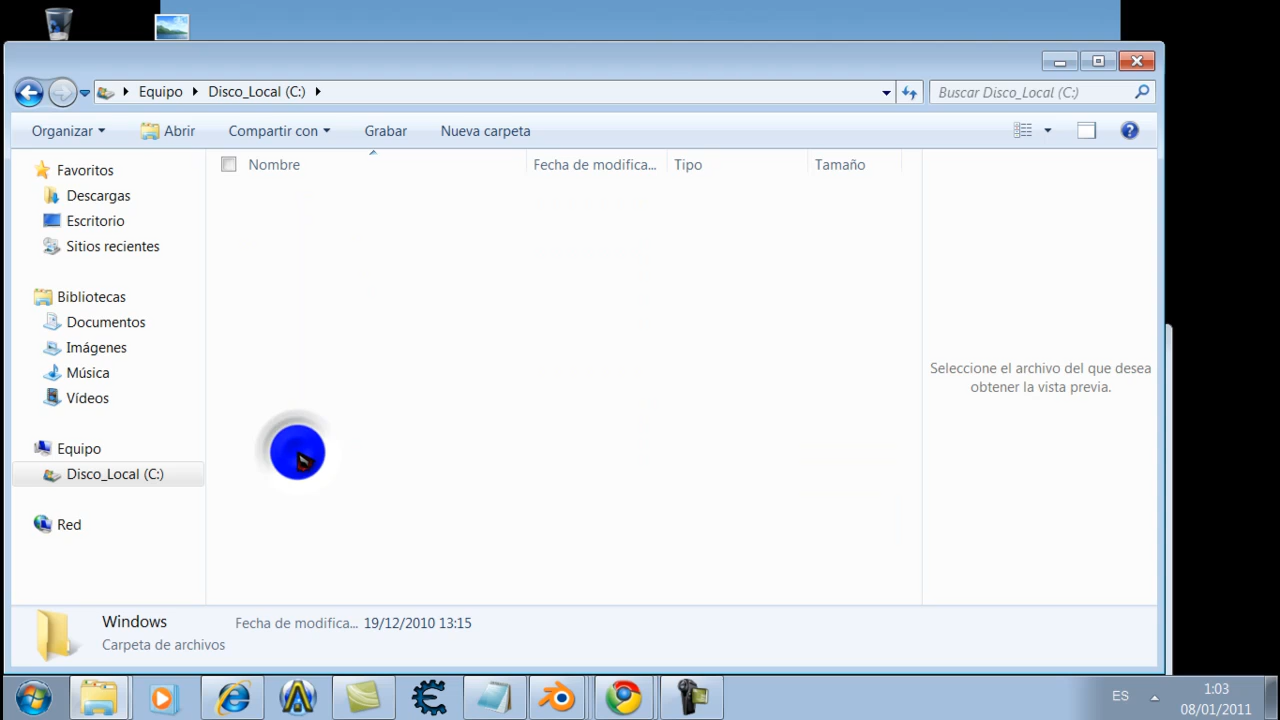 Equipo Disco_Local (C:)
Buscar Disco_Local (C:)
Organizar Abrir Compartir con Grabar Nueva carpeta
Nombre Fecha de modifica... Tipo Tamaño
Favoritos
Descargas
Escritorio
Sitios recientes
Bibliotecas
Documentos
Imágenes
Música
Vídeos
Equipo
Disco_Local (C:)
Red
Seleccione el archivo del que desea
obtener la vista previa.
Windows Fecha de modifica... 19/12/2010 13:15
Carpeta de archivos
ES
1:03
08/01/2011